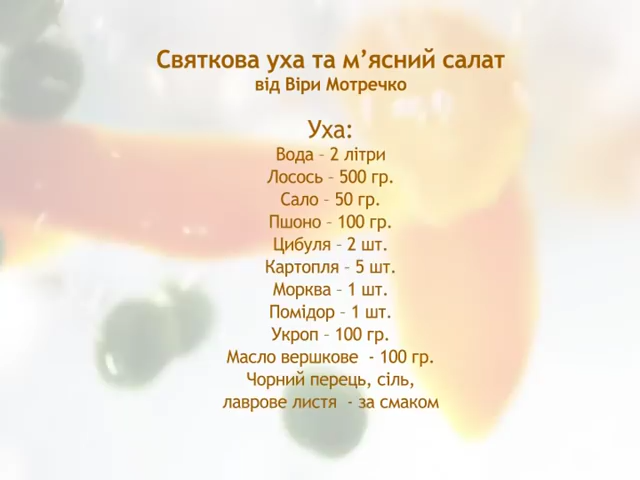 Святкова уха та м’ясний салат
від Віри Мотречко
Уха:
Вода – 2 літри
Лосось – 500 гр.
Сало – 50 гр.
Пшоно – 100 гр.
Цибуля – 2 шт.
Картопля – 5 шт.
Морква – 1 шт.
Помідор – 1 шт.
Укроп – 100 гр.
Масло вершкове  - 100 гр.
Чорний перець, сіль,
лаврове листя  - за смаком